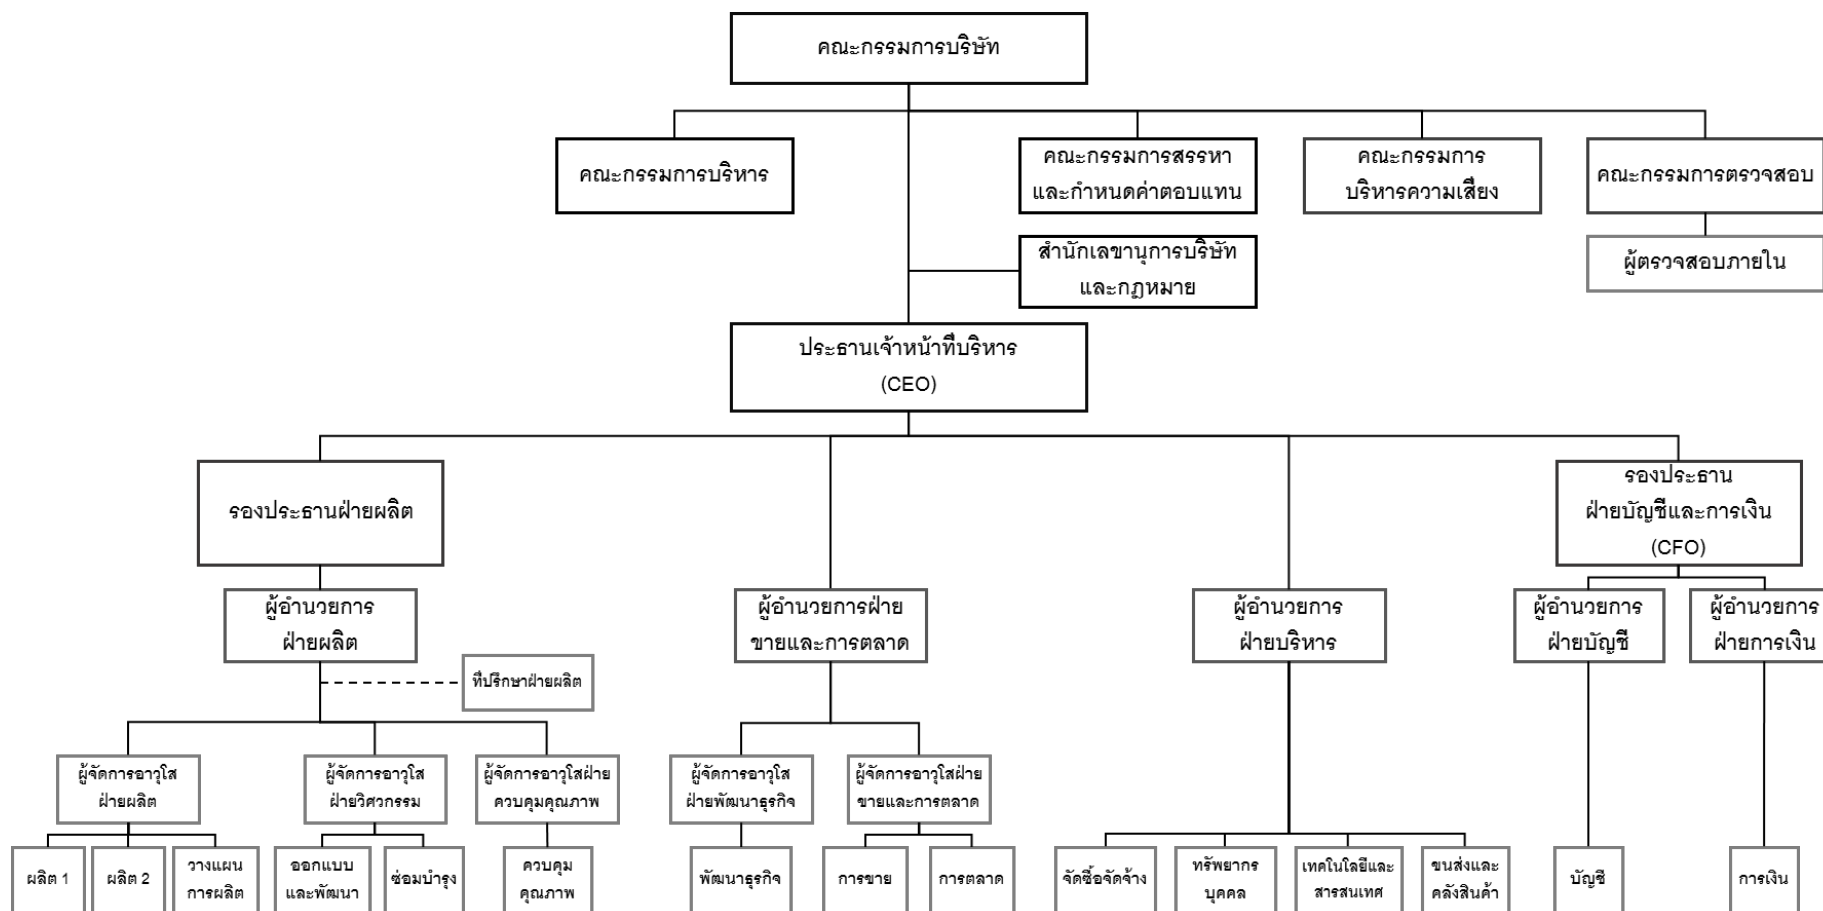 คณะกรรมการบริษัท
คณะกรรมการบริหาร
คณะกรรมการสรรหา
และกำหนดค่าตอบแทน
คณะกรรมการ
บริหารความเสี่ยง
คณะกรรมการตรวจสอบ
สำนักเลขานุการบริษัท
และกฎหมาย
ผู้ตรวจสอบภายใน
ประธานเจ้าหน้าที่บริหาร
(CEO)
รองประธานฝ่ายผลิต
รองประธาน
ฝ่ายบัญชีและการเงิน
(CFO)
ผู้อำนวยการ
ฝ่ายผลิต
ผู้อำนวยการฝ่าย
ขายและการตลาด
ผู้อำนวยการ
ฝ่ายบริหาร
ผู้อำนวยการ
ฝ่ายบัญชี
ผู้อำนวยการ
ฝ่ายการเงิน
ที่ปรึกษาฝ่ายผลิต
ผู้จัดการอาวุโส
ฝ่ายผลิต
ผู้จัดการอาวุโส
ฝ่ายวิศวกรรม
ผู้จัดการอาวุโสฝ่าย
ควบคุมคุณภาพ
ผู้จัดการอาวุโส
ฝ่ายพัฒนาธุรกิจ
ผู้จัดการอาวุโสฝ่าย
ขายและการตลาด
ผลิต 1
ผลิต 2
วางแผน
การผลิต
ออกแบบ
และพัฒนา
ซ่อมบำรุง
ควบคุม
คุณภาพ
พัฒนาธุรกิจ
การขาย
การตลาด
จัดซื้อจัดจ้าง
ทรัพยากร
บุคคล
เทคโนโลยีและ
สารสนเทศ
ขนส่งและ
คลังสินค้า
บัญชี
การเงิน